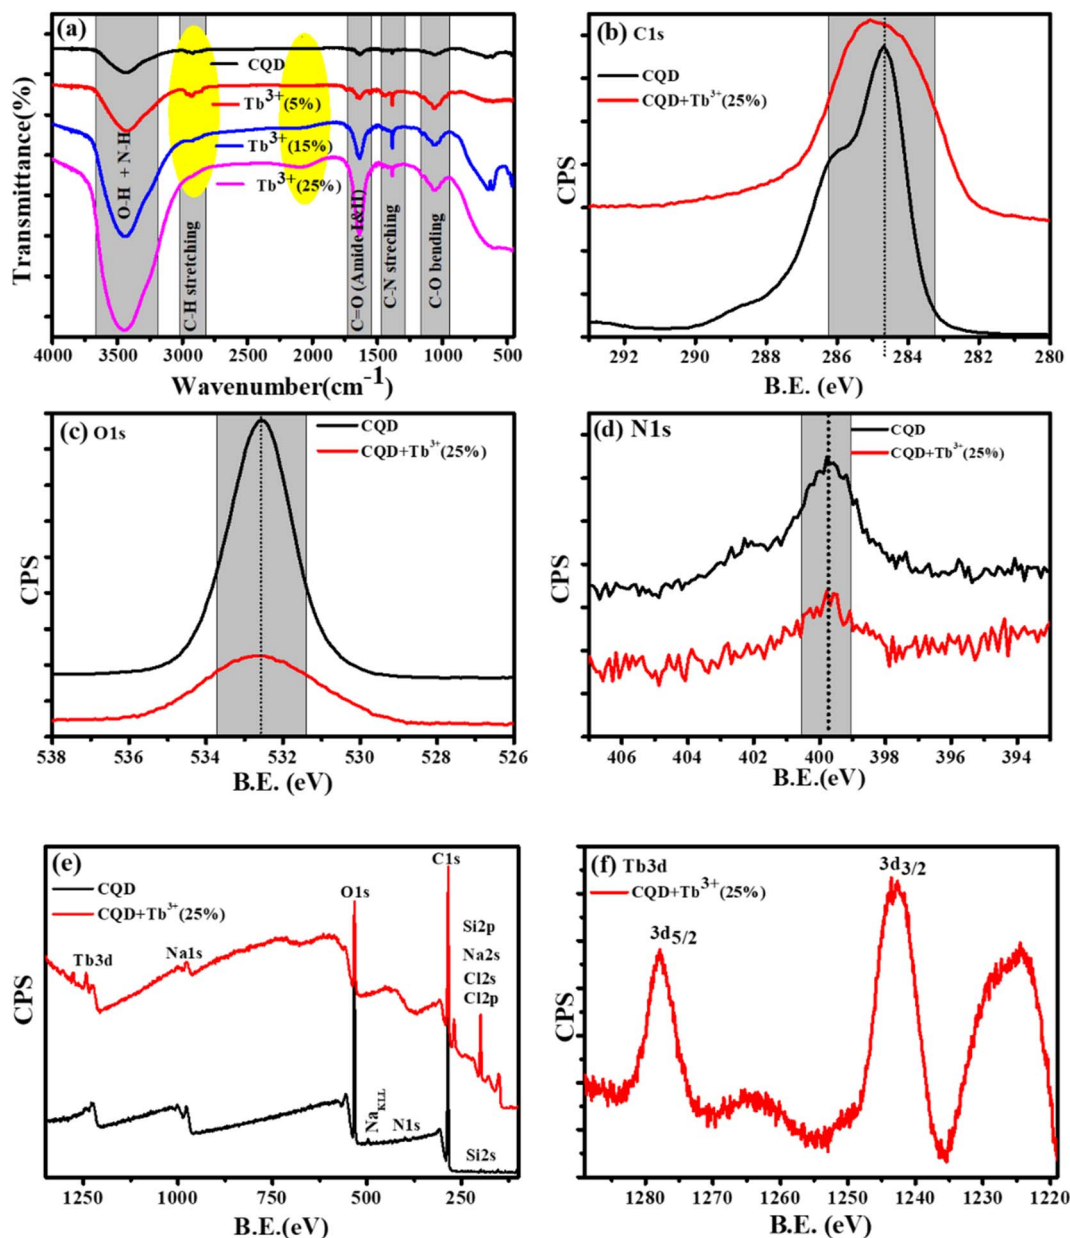 (a)
CQD
Tb³⁺(5%)
Tb³⁺(15%)
Tb³⁺(25%)
O-H + N-H
C-H stretching
C=O (Amide I&II)
C-N streching
C-O bending
Transmittance(%)
4000 3500 3000 2500 2000 1500 1000 500
Wavenumber(cm⁻¹)
(b) C1s
CQD
CQD+Tb³⁺(25%)
CPS
292 290 288 286 284 282 280
B.E. (eV)
(c) O1s
CQD
CQD+Tb³⁺(25%)
CPS
538 536 534 532 530 528 526
B.E. (eV)
(d) N1s
CQD
CQD+Tb³⁺(25%)
CPS
406 404 402 400 398 396 394
B.E.(eV)
(e)
CQD
CQD+Tb³⁺(25%)
C1s
O1s
Si2p
Na2s
Cl2s
Cl2p
Tb3d
Na1s
Na_KLL
N1s
Si2s
CPS
1250 1000 750 500 250
B.E.(eV)
(f) Tb3d
CQD+Tb³⁺(25%)
3d₃/₂
3d₅/₂
CPS
1280 1270 1260 1250 1240 1230 1220
B.E. (eV)